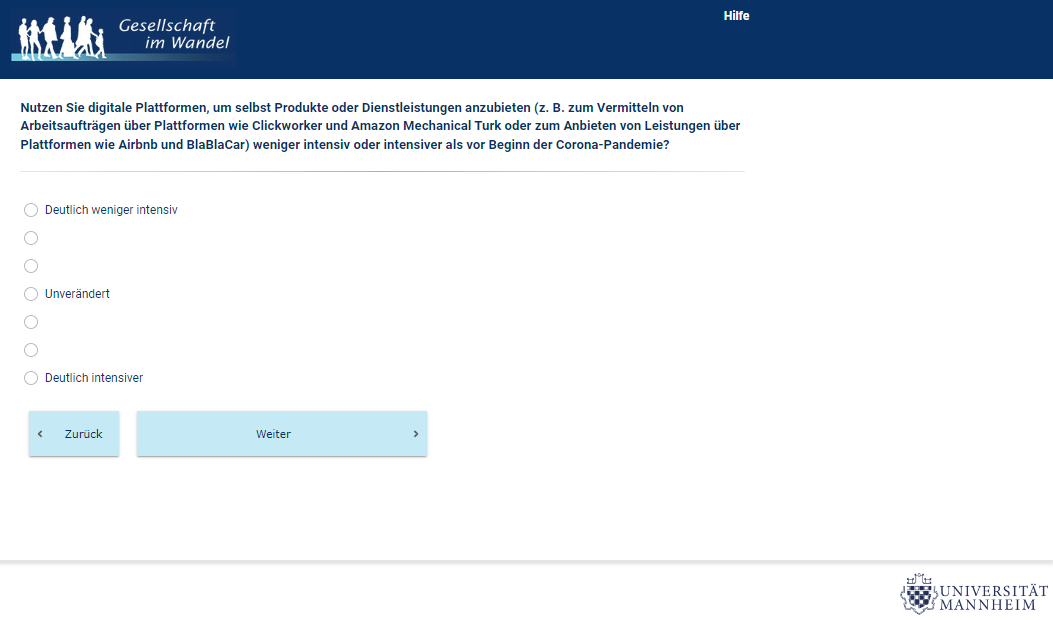 Gesellschaft
im Wandel
Hilfe
Nutzen Sie digitale Plattformen, um selbst Produkte oder Dienstleistungen anzubieten (z. B. zum Vermitteln von
Arbeitsaufträgen über Plattformen wie Clickworker und Amazon Mechanical Turk oder zum Anbieten von Leistungen über
Plattformen wie Airbnb und BlaBlaCar) weniger intensiv oder intensiver als vor Beginn der Corona-Pandemie?
Deutlich weniger intensiv
Unverändert
Deutlich intensiver
Zurück
Weiter
UNIVERSITÄT
MANNHEIM